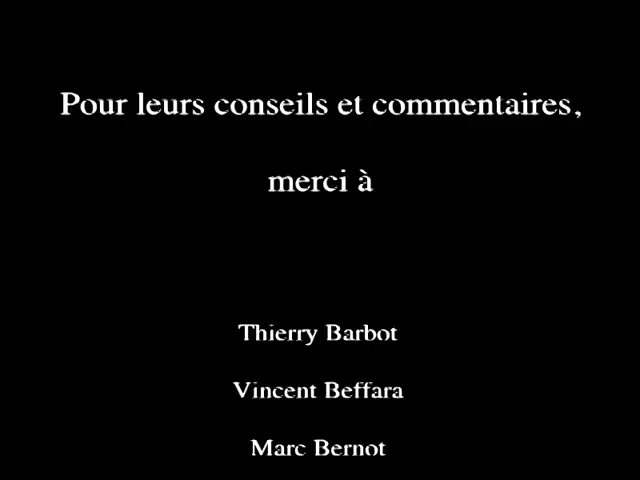 Pour leurs conseils et commentaires,
merci à
Thierry Barbot
Vincent Beffara
Marc Bernot